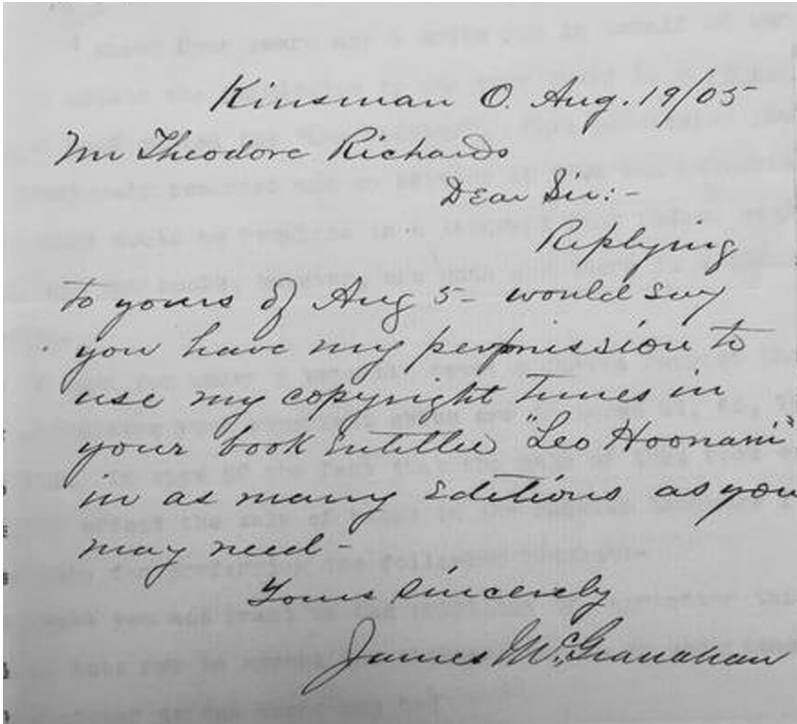 Kinsman O. Aug. 19/05
Mr Theodore Richards
Dear Sir:-
Replying
to yours of Aug 5- would say
you have my permission to
use my copyright tunes in
your book Entitled "Leo Hoonani"
in as many Editions as you
may need-
Yours Sincerely
James McGranahan